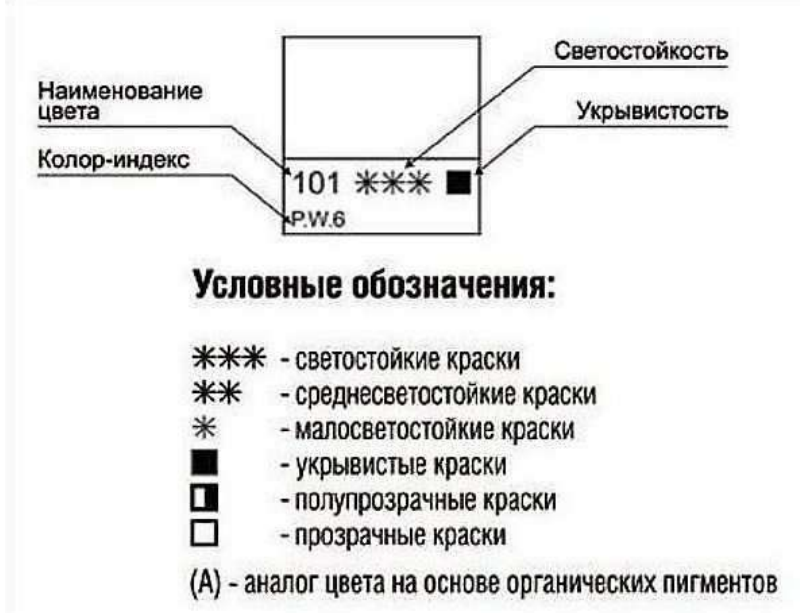 Светостойкость
Наименование
цвета
Укрывистость
Колор-индекс
101 ✳✳✳ ■
P.W.6
Условные обозначения:
✳✳✳ - светостойкие краски
✳✳ - среднесветостойкие краски
✳ - малосветостойкие краски
■ - укрывистые краски
◨ - полупрозрачные краски
□ - прозрачные краски
(А) - аналог цвета на основе органических пигментов